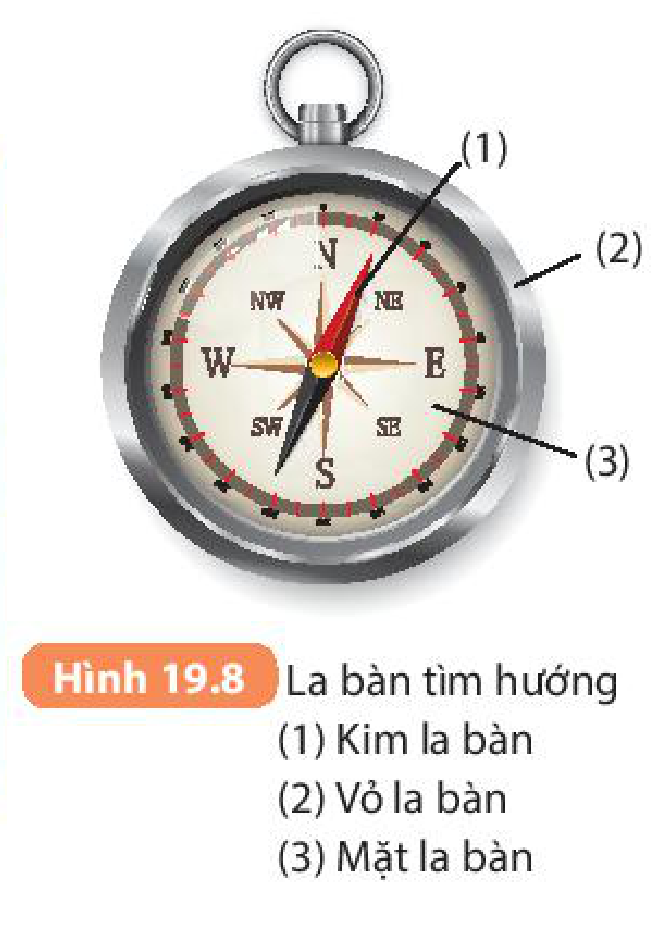 (1)
(2)
N
NW
NE
W
E
SW
SE
S
(3)
Hình 19.8 La bàn tìm hướng
(1) Kim la bàn
(2) Vỏ la bàn
(3) Mặt la bàn